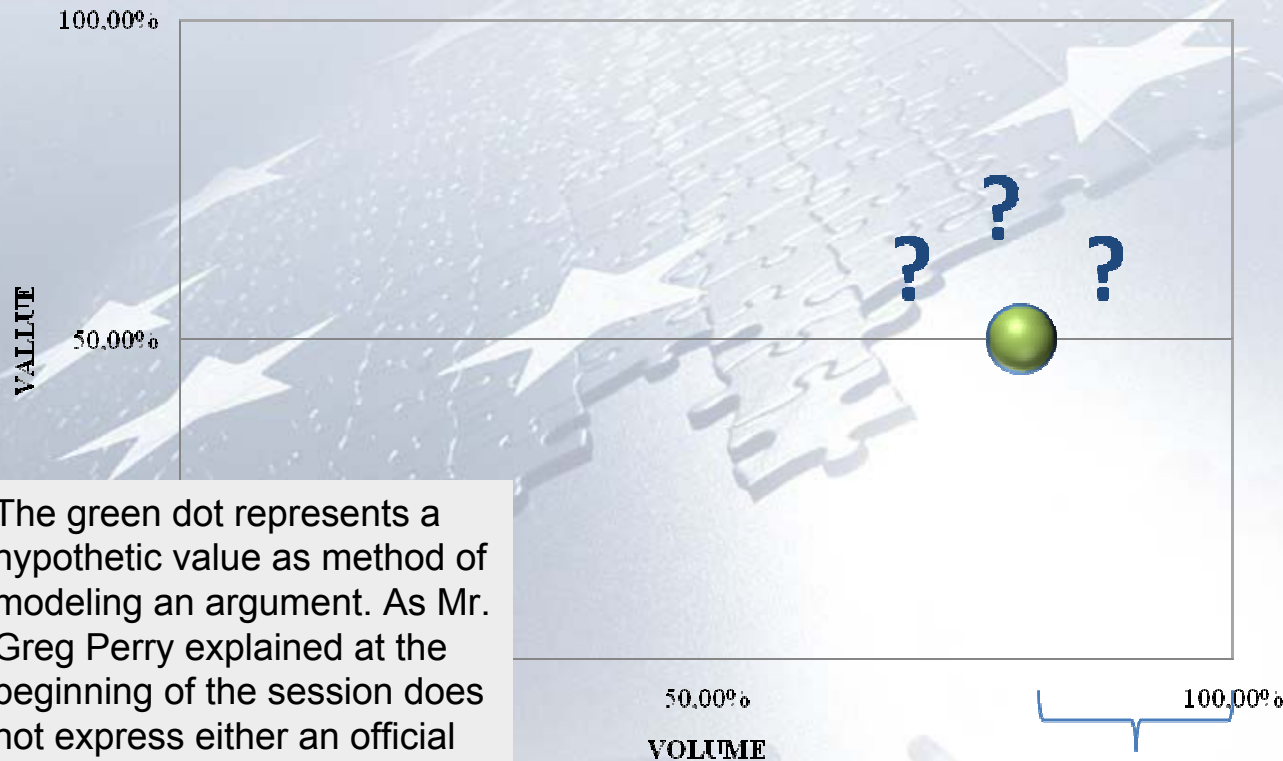 100,00%
? ? ?
VALLUE
50,00%
The green dot represents a
hypothetic value as method of
modeling an argument. As Mr.
Greg Perry explained at the
beginning of the session does
not express either an official
50,00%
100,00%
VOLUME